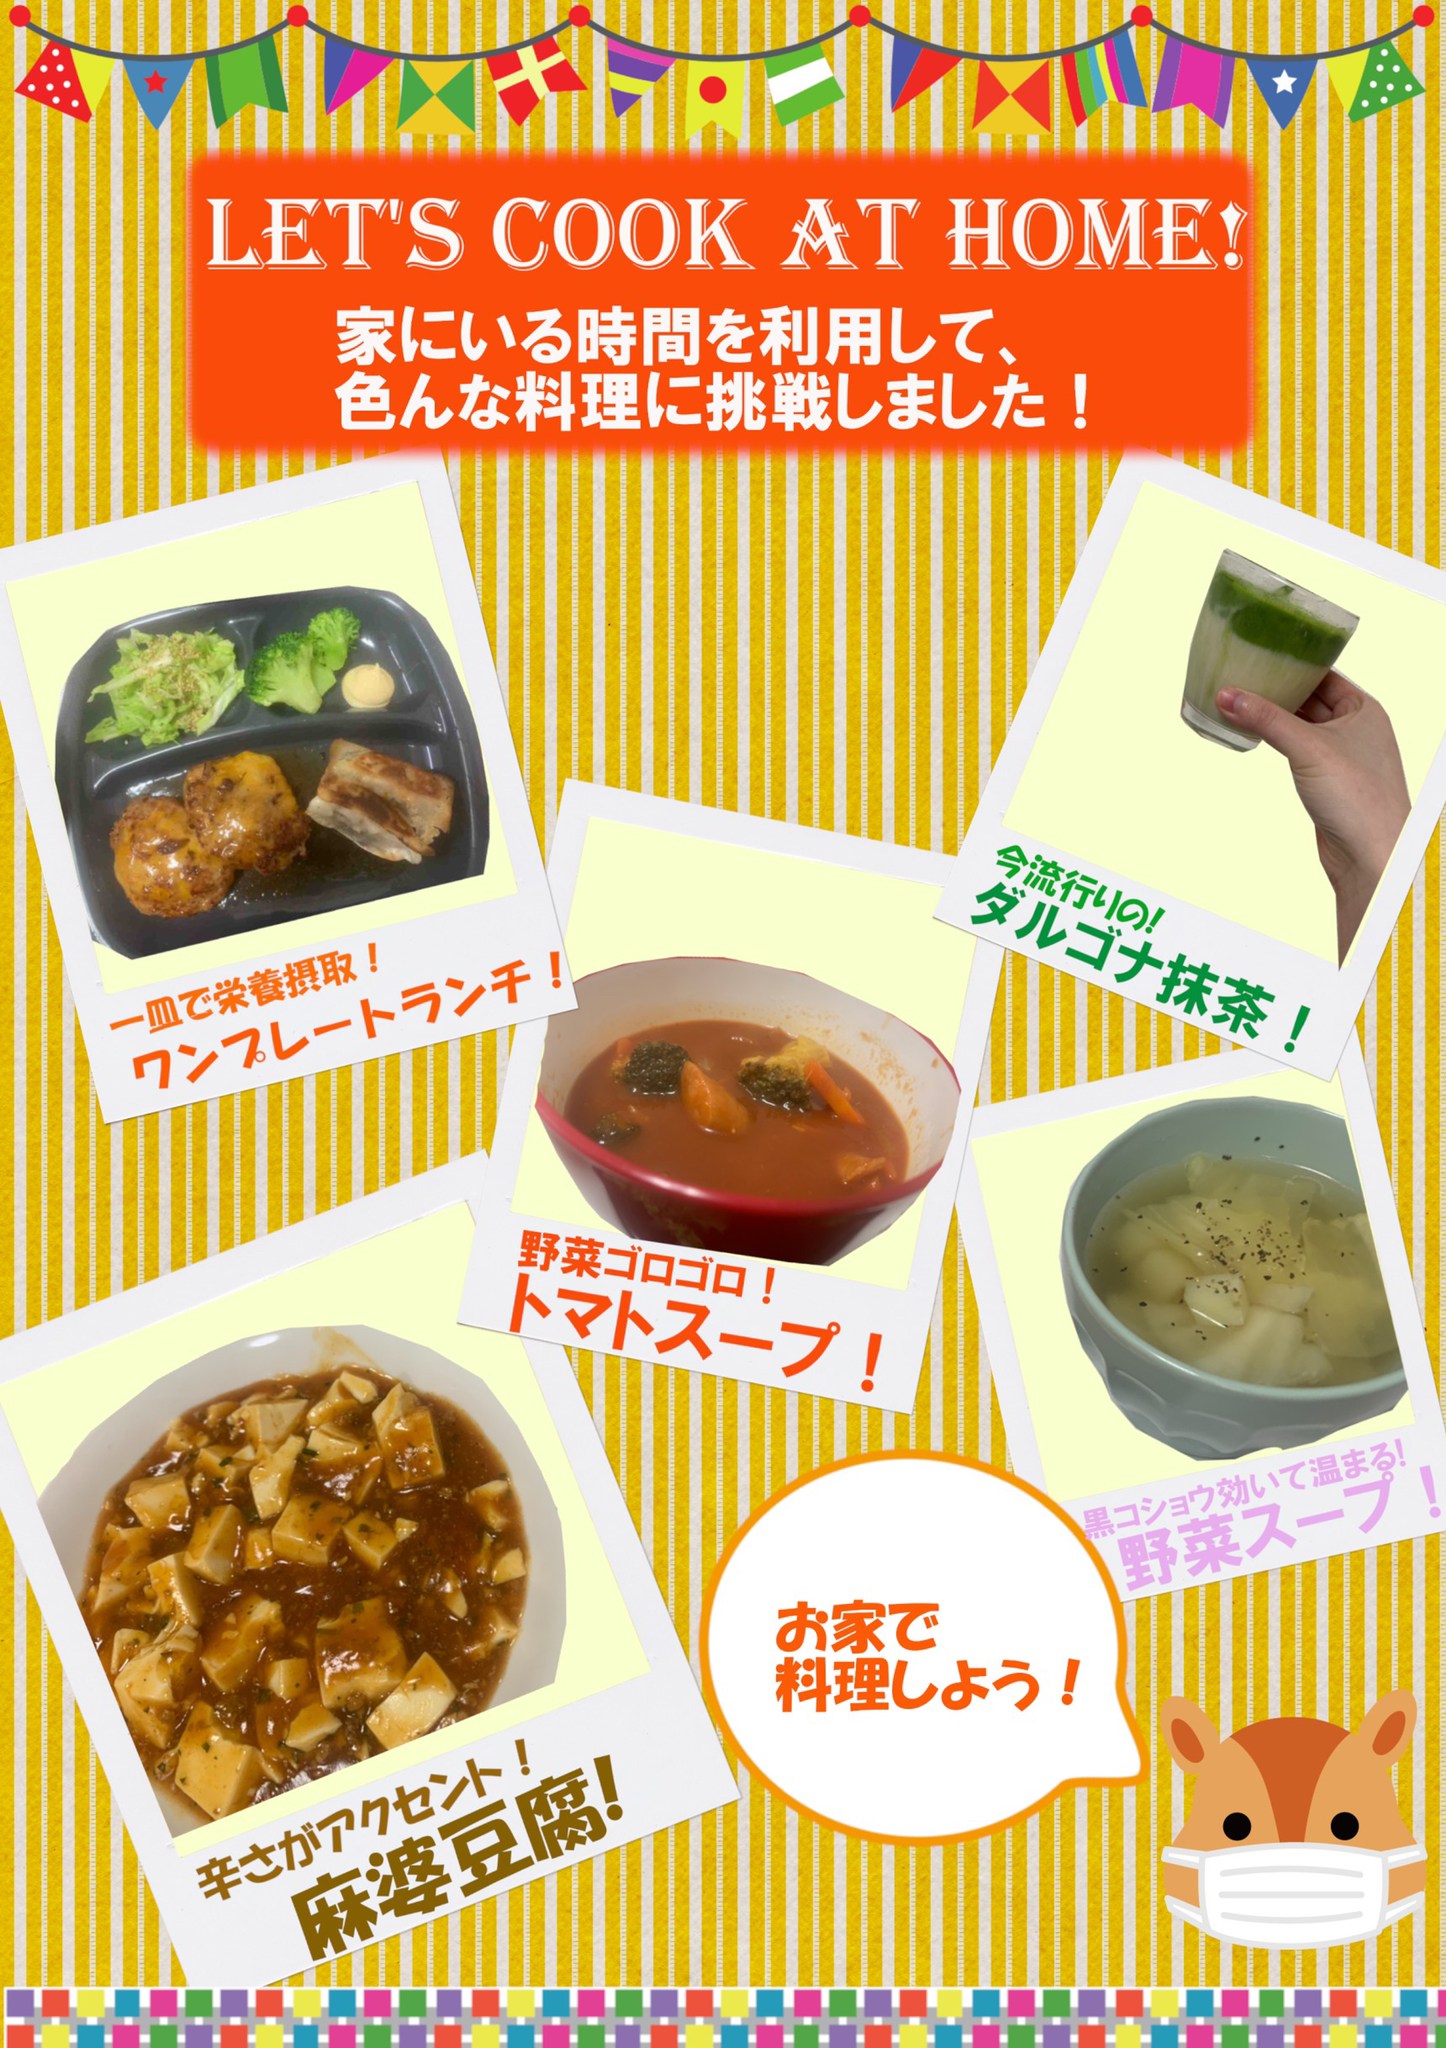 LET'S COOK AT HOME!
家にいる時間を利用して、
色んな料理に挑戦しました！
一皿で栄養摂取！
ワンプレートランチ！
今流行りの!
ダルゴナ抹茶！
野菜ゴロゴロ！
トマトスープ！
黒コショウ効いて温まる!
野菜スープ！
辛さがアクセント！
麻婆豆腐!
お家で
料理しよう！